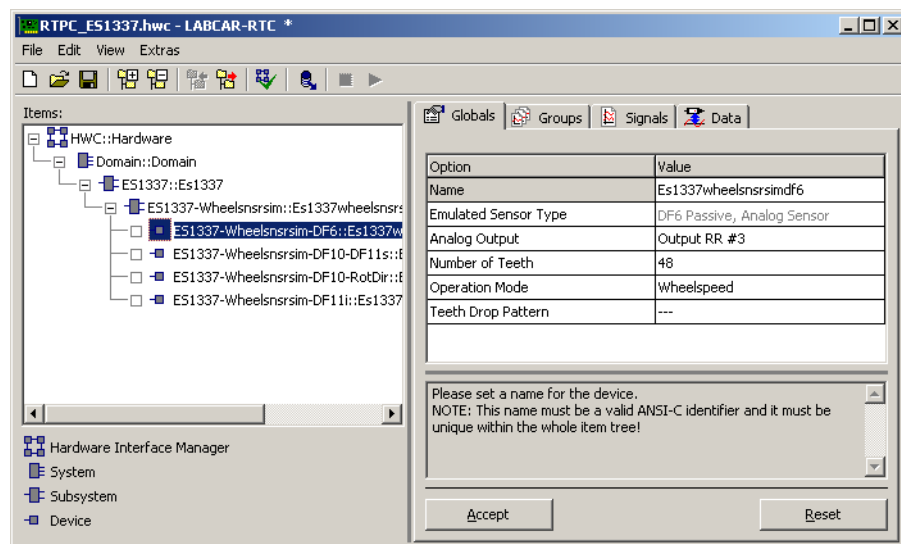 RTPC_ES1337.hwc - LABCAR-RTC *
File Edit View Extras
Items:
HWC::Hardware
Domain::Domain
ES1337::Es1337
ES1337-Wheelsnsrsim::Es1337wheelsnsrs
ES1337-Wheelsnsrsim-DF6::Es1337w
ES1337-Wheelsnsrsim-DF10-DF11s::E
ES1337-Wheelsnsrsim-DF10-RotDir::E
ES1337-Wheelsnsrsim-DF11i::Es1337
Hardware Interface Manager
System
Subsystem
Device
Globals Groups Signals Data
Option Value
Name Es1337wheelsnsrsimdf6
Emulated Sensor Type DF6 Passive, Analog Sensor
Analog Output Output RR #3
Number of Teeth 48
Operation Mode Wheelspeed
Teeth Drop Pattern ---
Please set a name for the device.
NOTE: This name must be a valid ANSI-C identifier and it must be
unique within the whole item tree!
Accept Reset